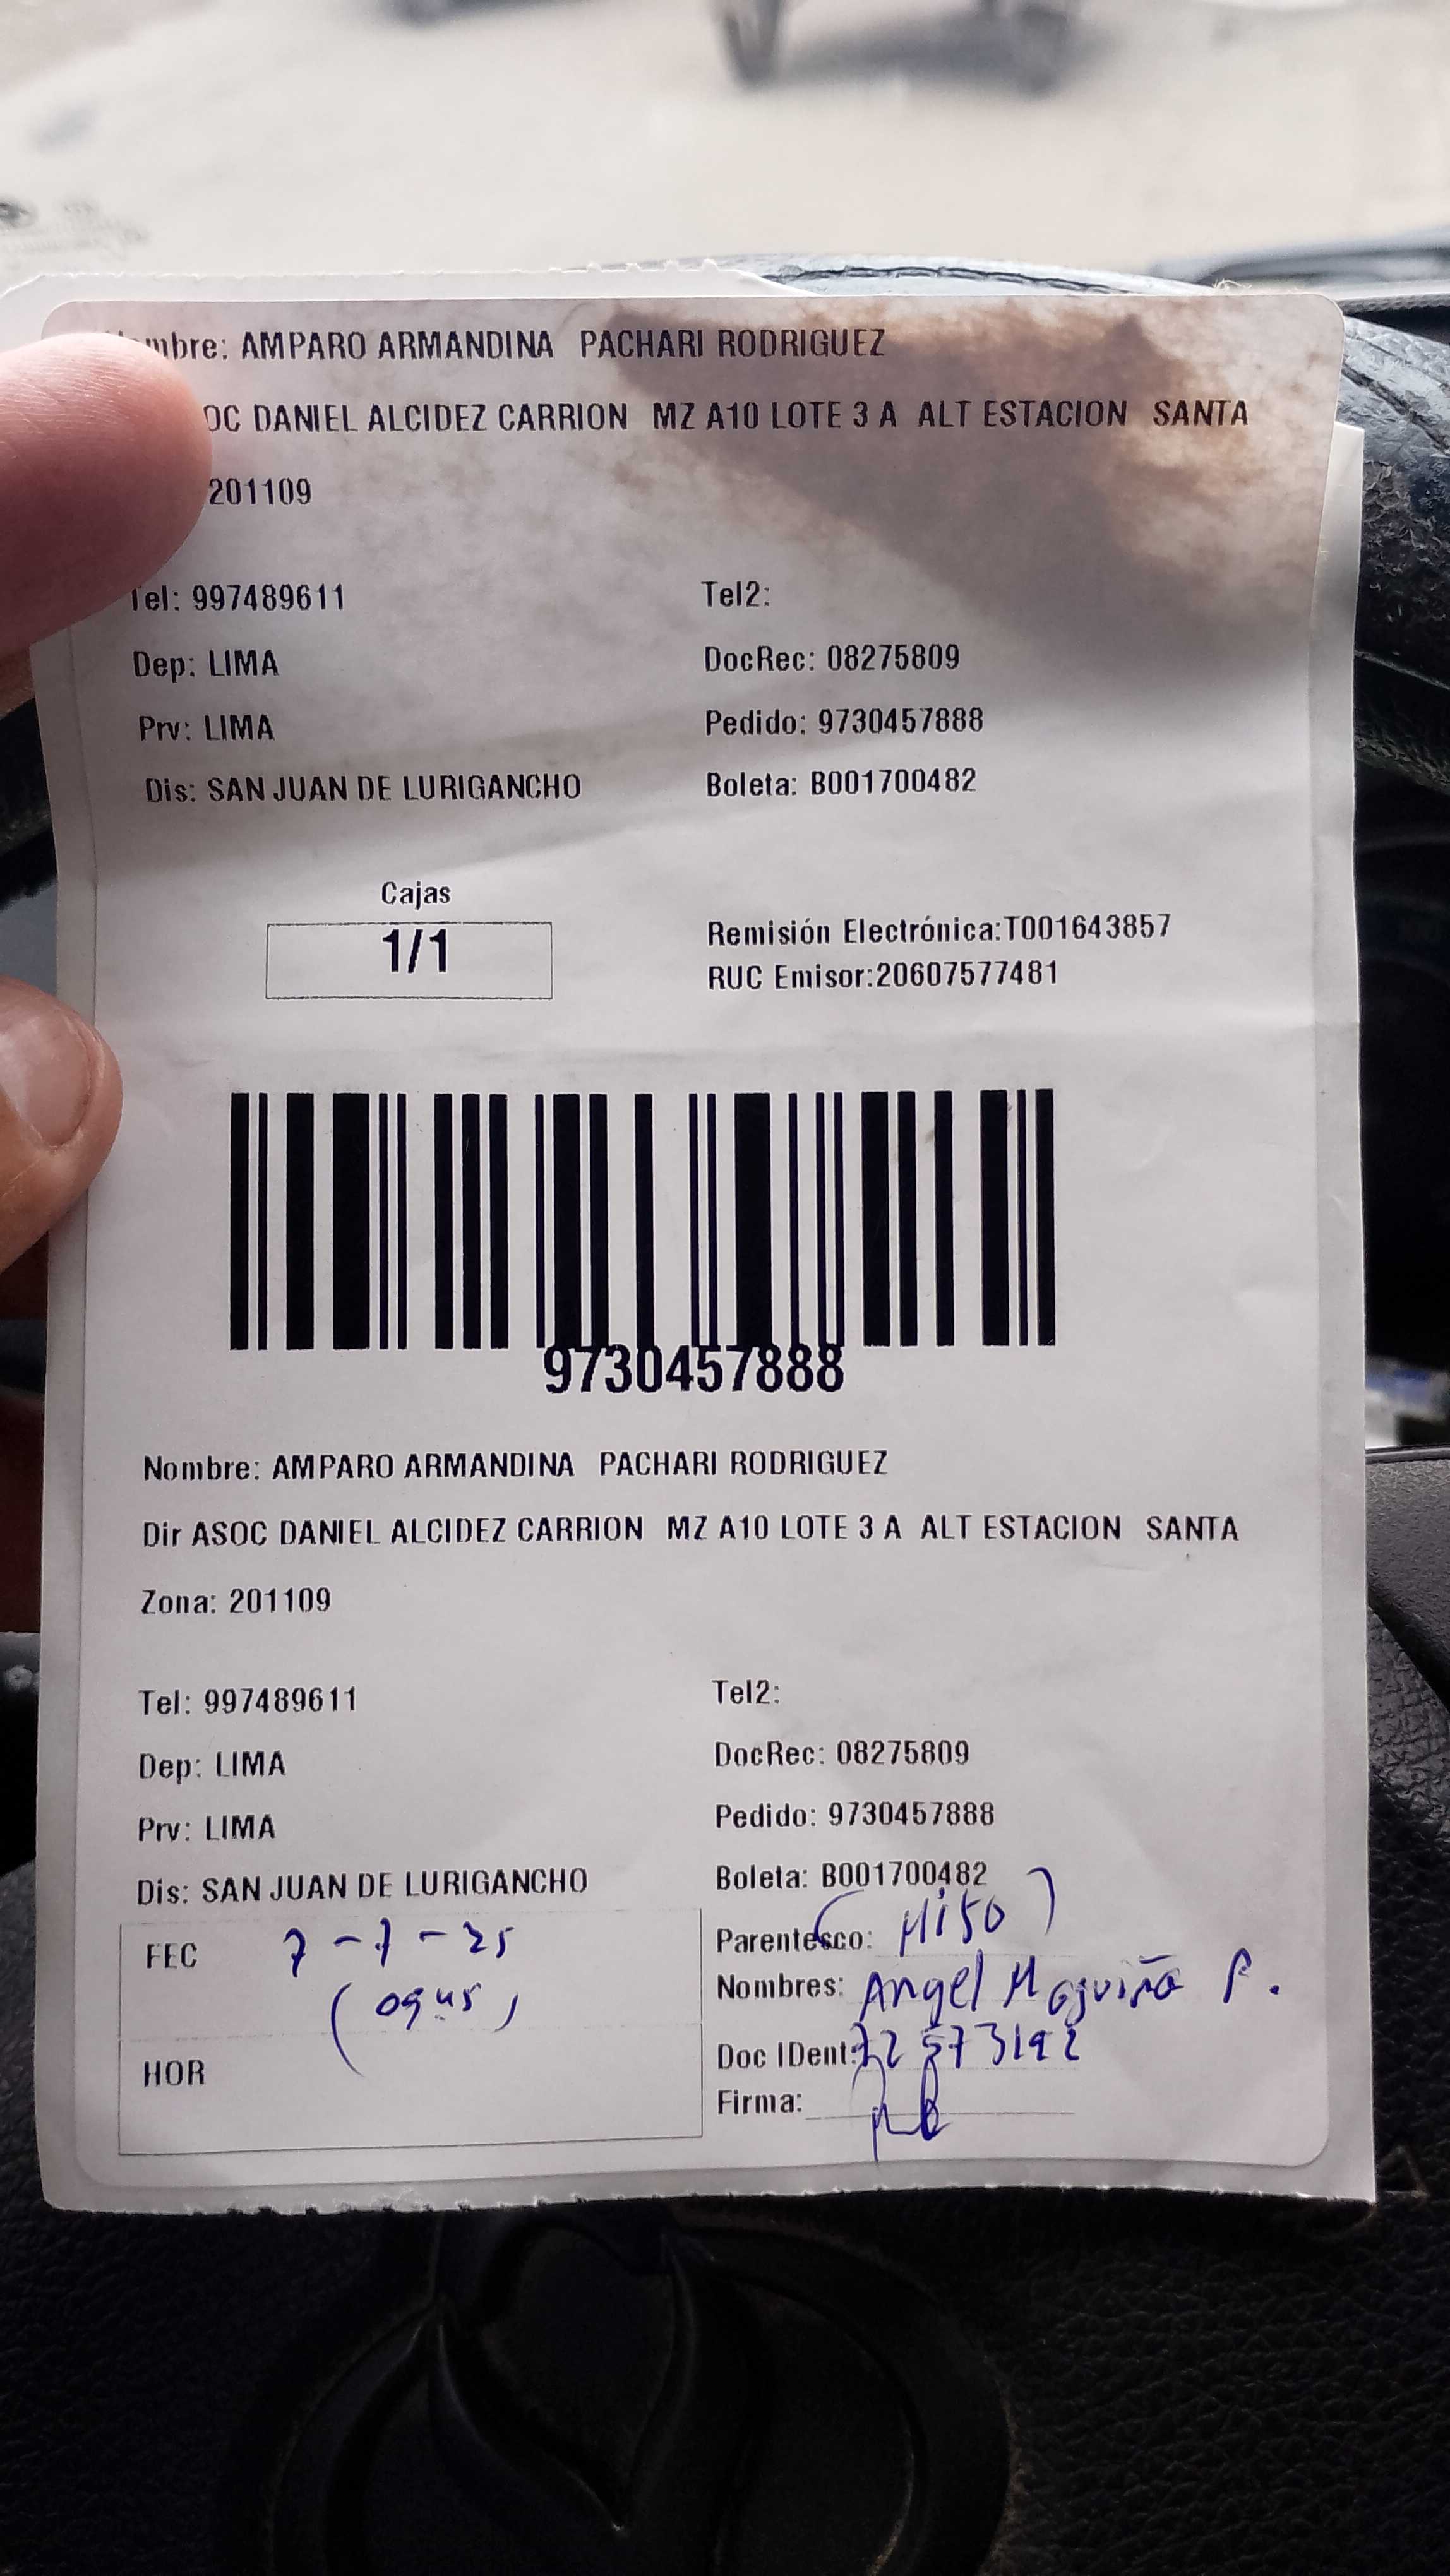 mbre: AMPARO ARMANDINA PACHARI RODRIGUEZ
OC DANIEL ALCIDEZ CARRION MZ A10 LOTE 3 A ALT ESTACION SANTA
201109
Tel: 997489611
Tel2:
Dep: LIMA
DocRec: 08275809
Prv: LIMA
Pedido: 9730457888
Dis: SAN JUAN DE LURIGANCHO
Boleta: B001700482
Cajas
1/1
Remisión Electrónica:T001643857
RUC Emisor:20607577481
9730457888
Nombre: AMPARO ARMANDINA PACHARI RODRIGUEZ
Dir ASOC DANIEL ALCIDEZ CARRION MZ A10 LOTE 3 A ALT ESTACION SANTA
Zona: 201109
Tel: 997489611
Tel2:
Dep: LIMA
DocRec: 08275809
Prv: LIMA
Pedido: 9730457888
Dis: SAN JUAN DE LURIGANCHO
Boleta: B001700482
FEC 7-7-25
(0945)
HOR
Parentesco: (Hijo)
Nombres: Angel Maguiña P.
Doc IDent: 72573192
Firma: